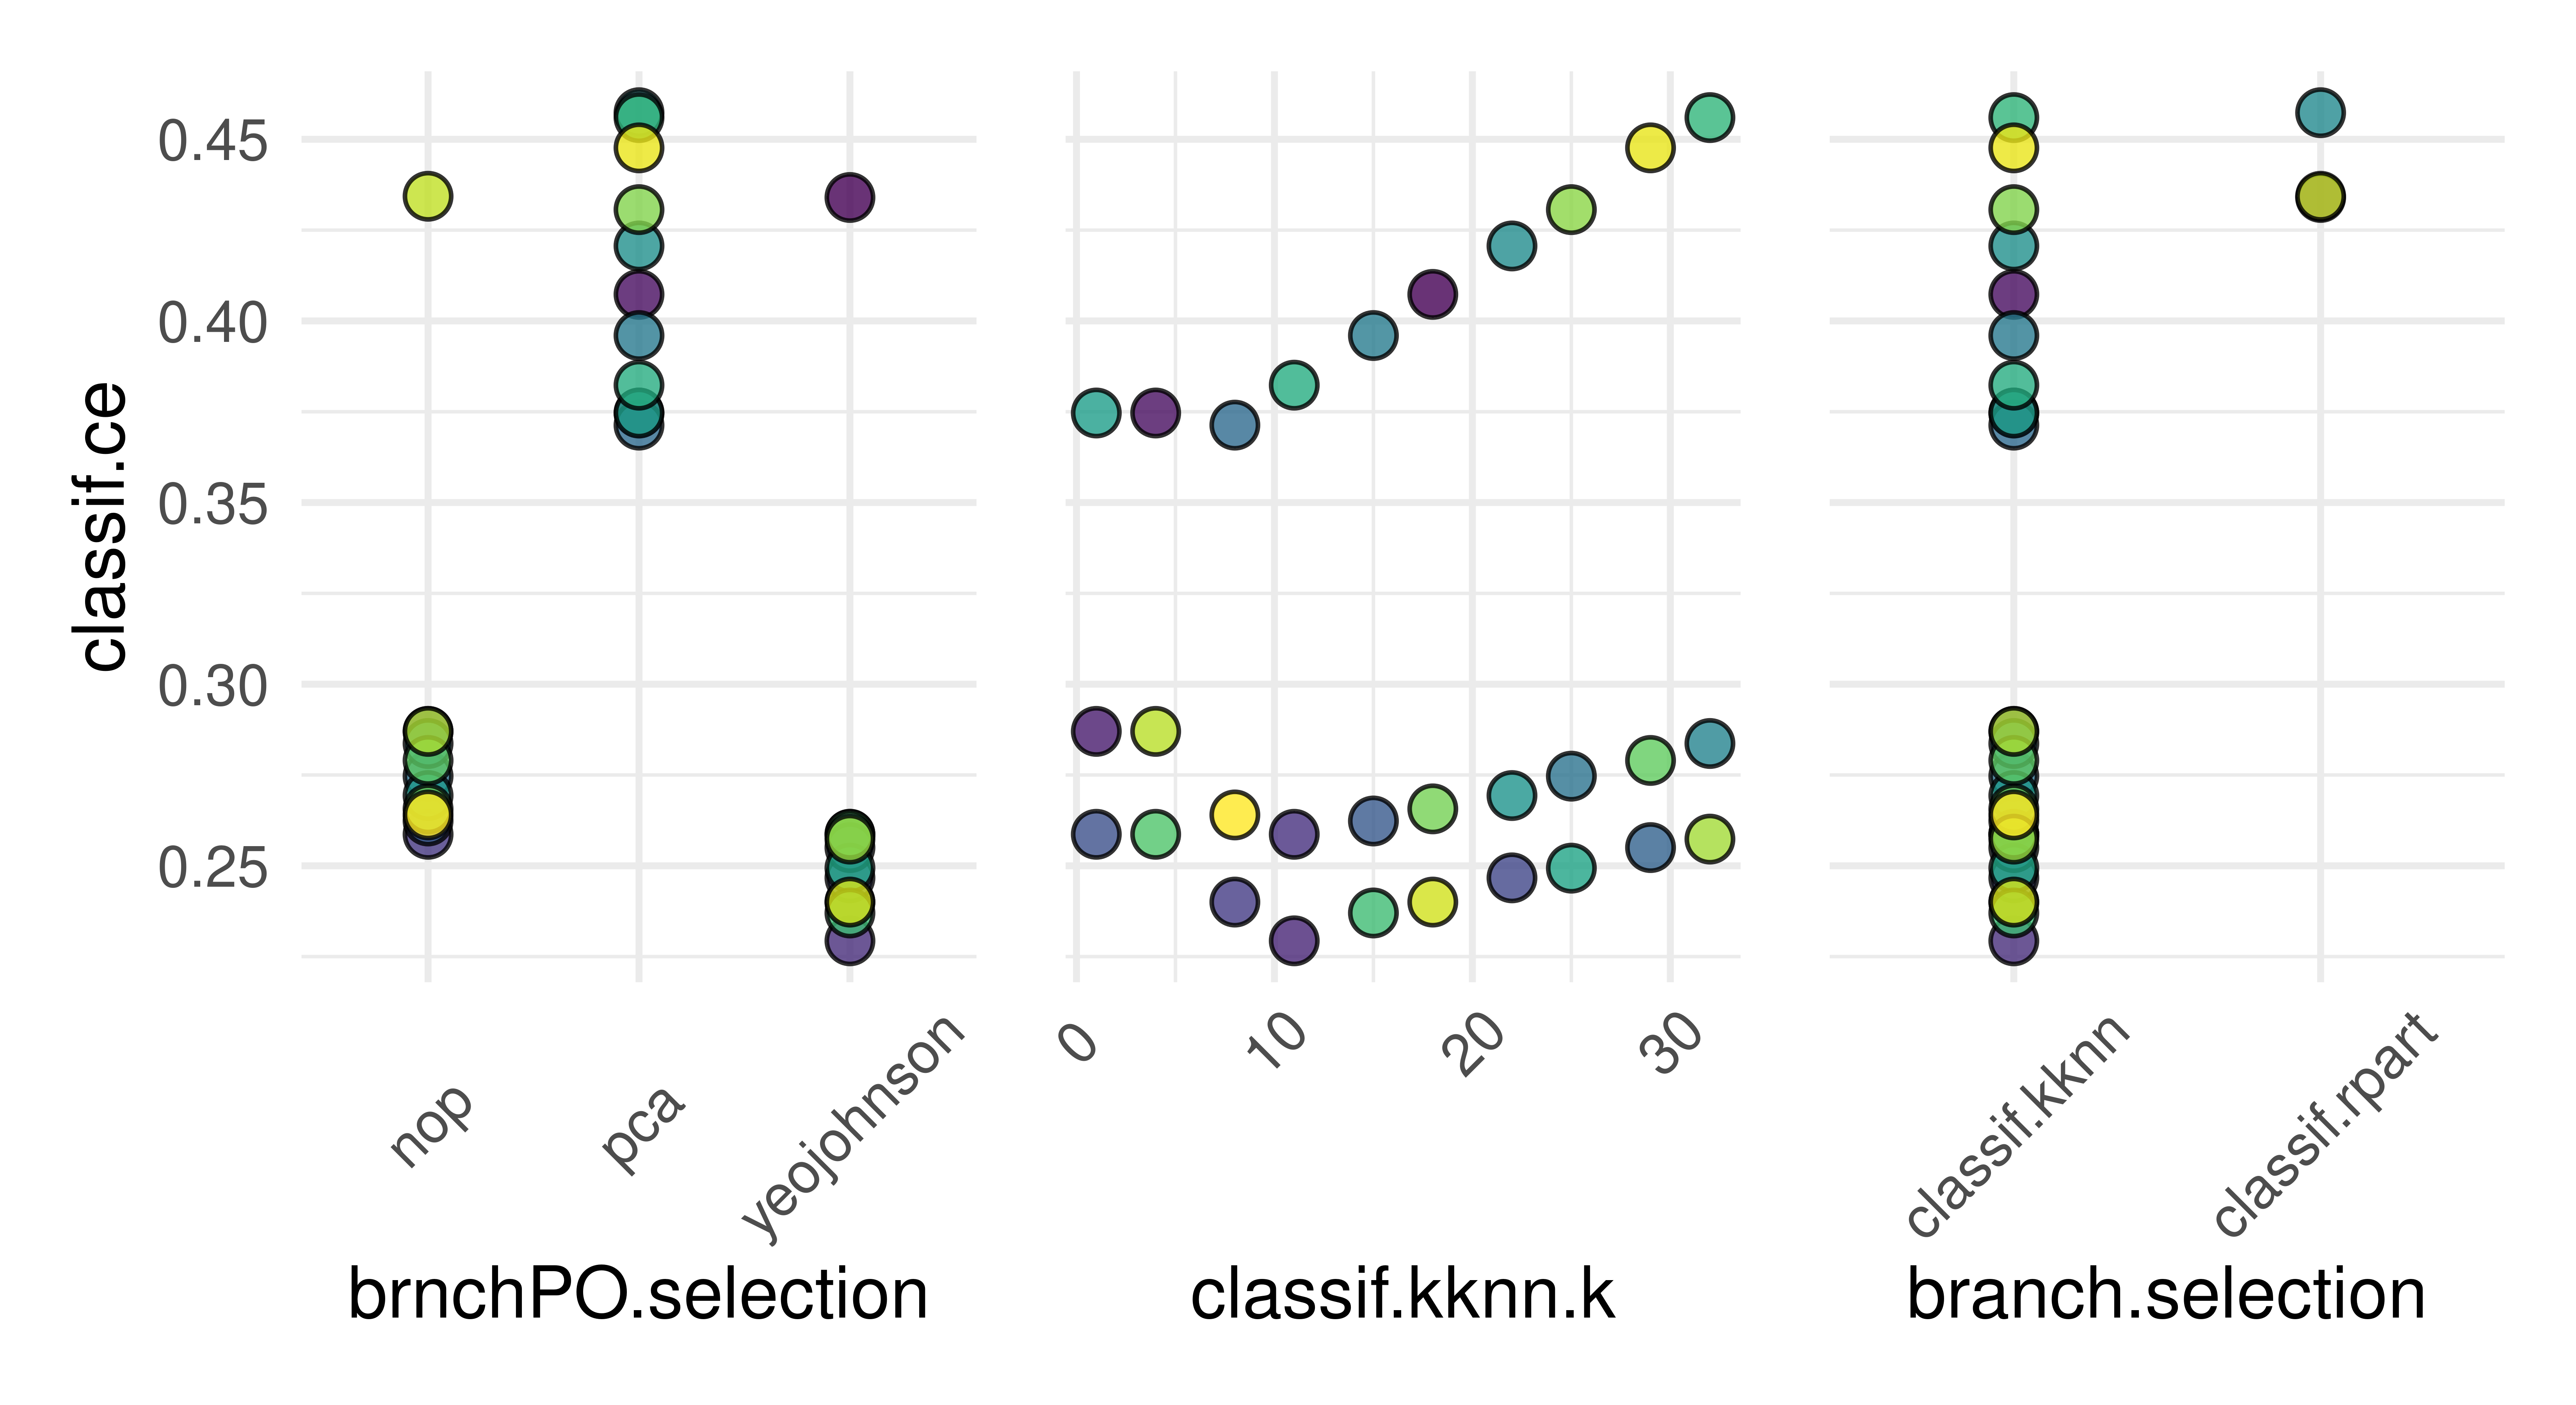 classif.ce
0.45
0.40
0.35
0.30
0.25
nop
pca
yeojohnson
brnchPO.selection
0
10
20
30
classif.kknn.k
classif.kknn
classif.rpart
branch.selection